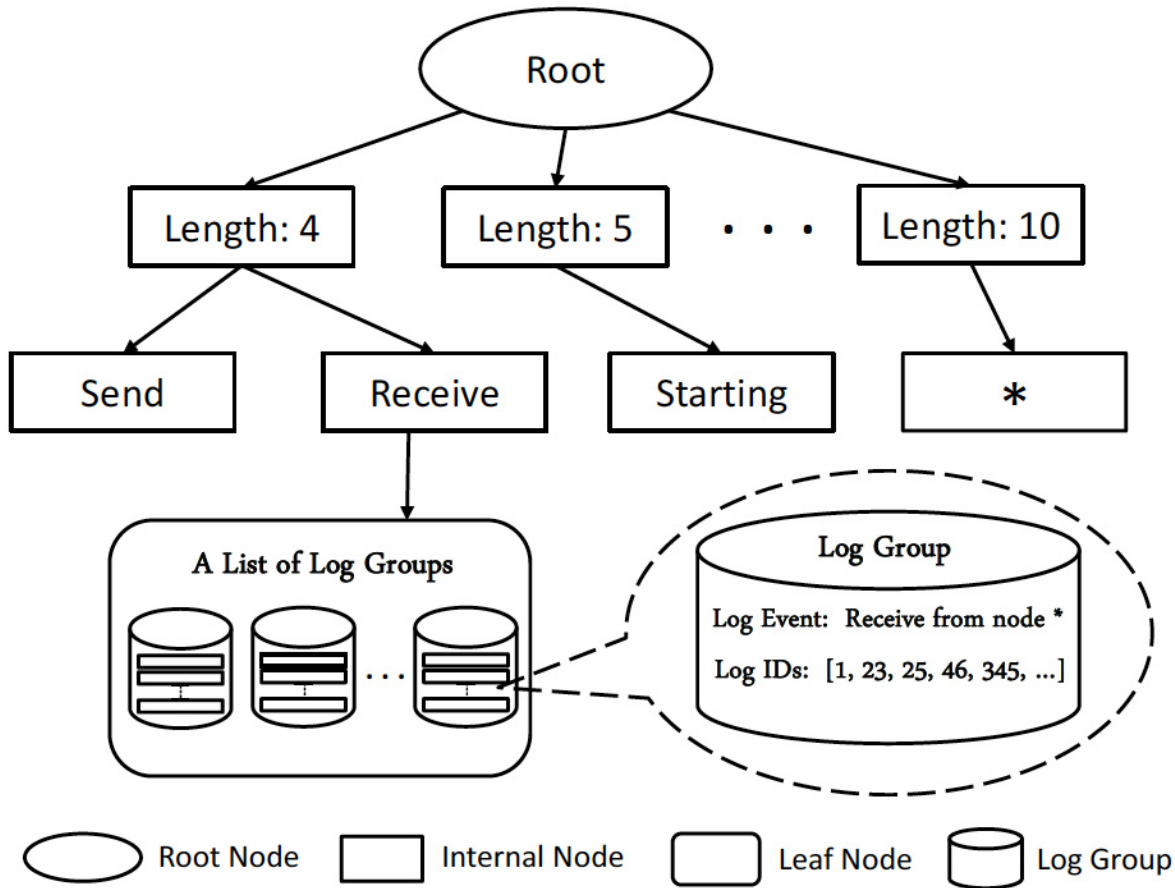 Root
Length: 4
Length: 5
. . .
Length: 10
Send
Receive
Starting
*
A List of Log Groups
. . .
Log Group
Log Event: Receive from node *
Log IDs: [1, 23, 25, 46, 345, ...]
Root Node
Internal Node
Leaf Node
Log Group